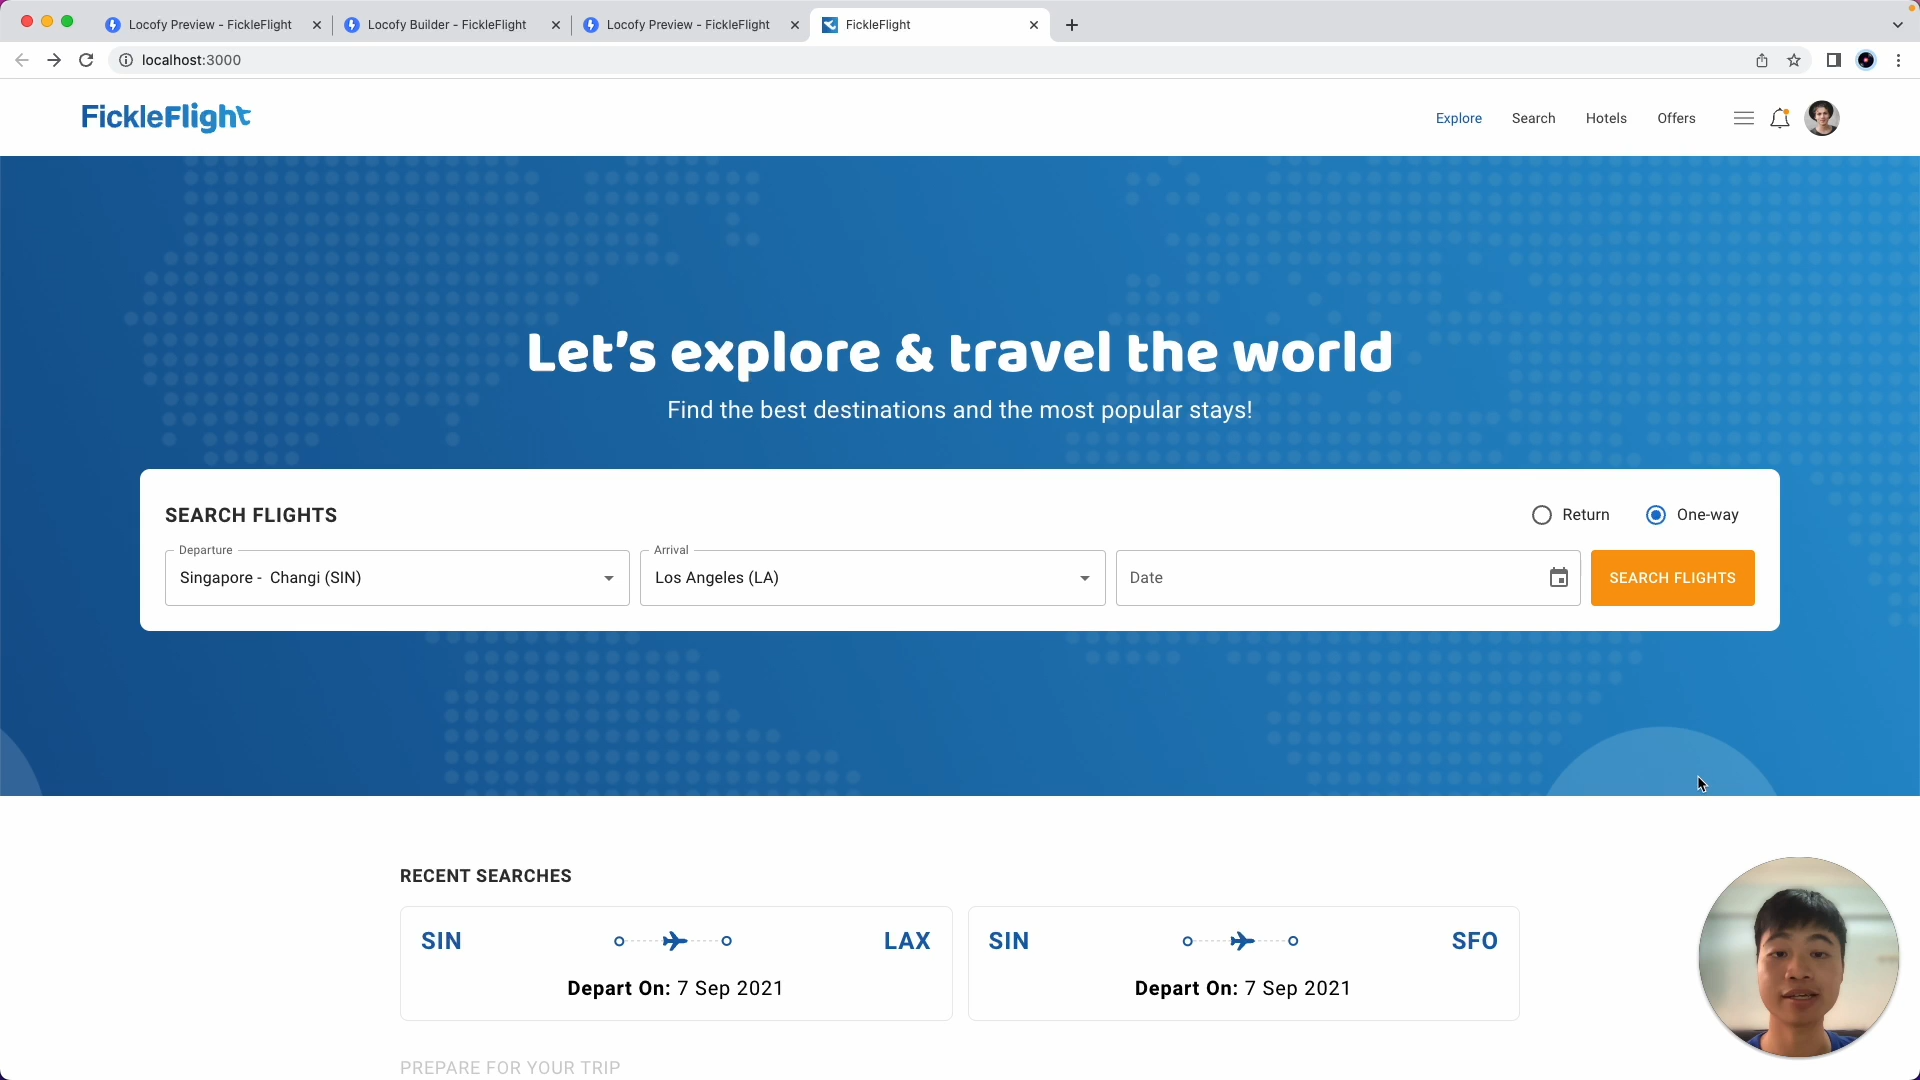 Locofy Preview - FickleFlight
Locofy Builder - FickleFlight
Locofy Preview - FickleFlight
FickleFlight
localhost:3000
FickleFlight
Explore
Search
Hotels
Offers
Let’s explore & travel the world
Find the best destinations and the most popular stays!
SEARCH FLIGHTS
Return
One-way
Departure
Singapore - Changi (SIN)
Arrival
Los Angeles (LA)
Date
SEARCH FLIGHTS
RECENT SEARCHES
SIN
LAX
Depart On: 7 Sep 2021
SIN
SFO
Depart On: 7 Sep 2021
PREPARE FOR YOUR TRIP